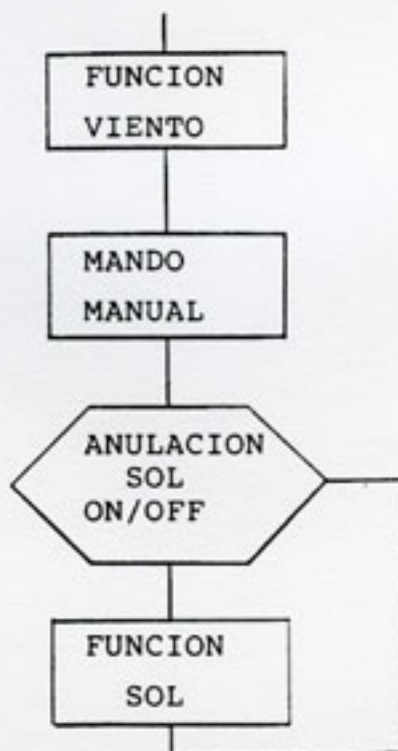 FUNCION
VIENTO
MANDO
MANUAL
ANULACION
SOL
ON/OFF
FUNCION
SOL